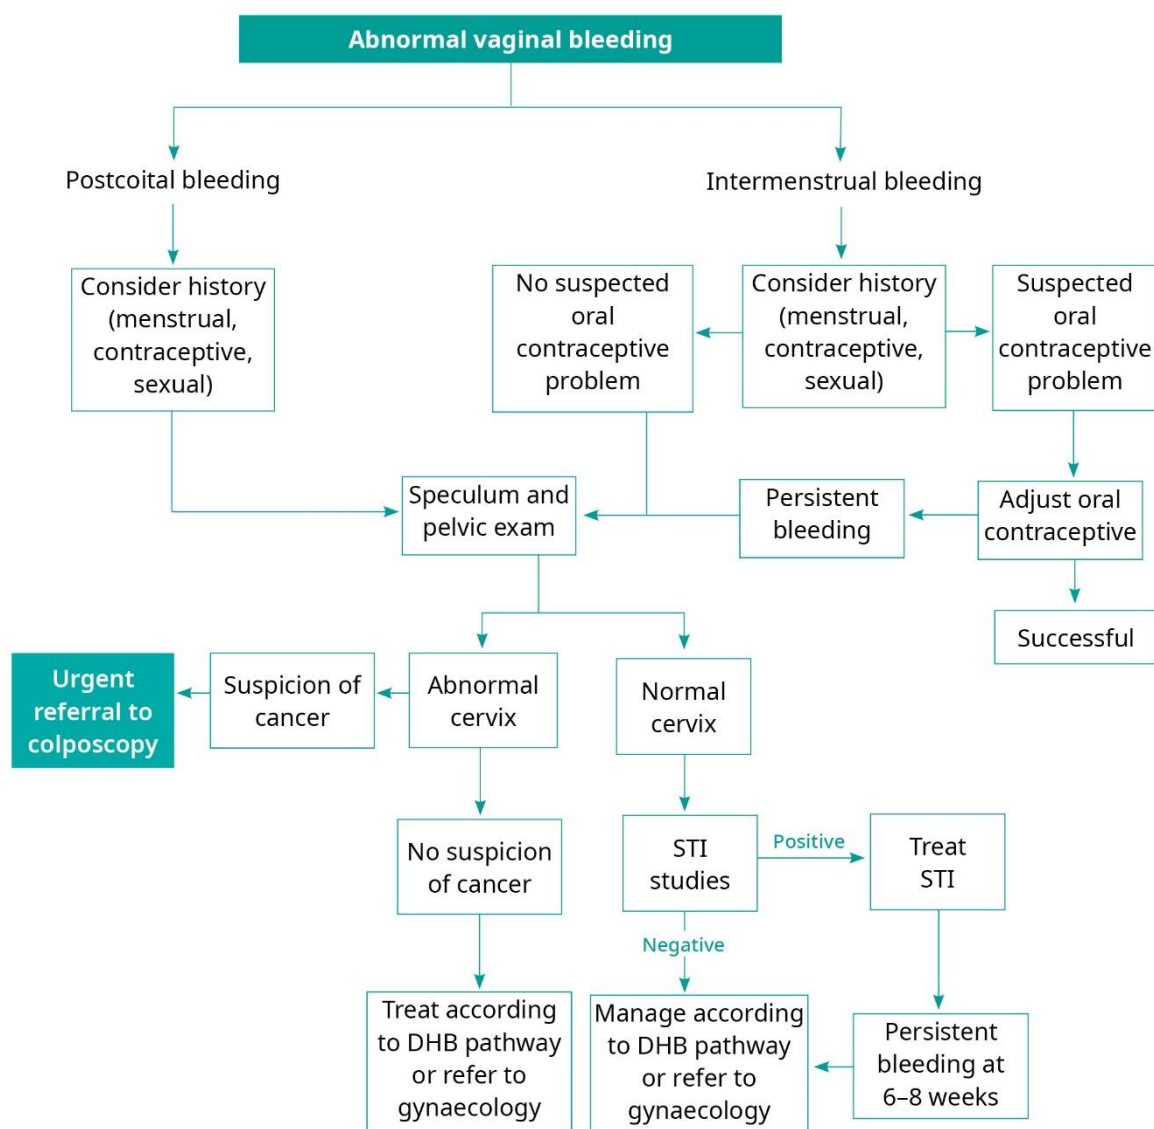 Abnormal vaginal bleeding
Postcoital bleeding
Intermenstrual bleeding
Consider history
(menstrual,
contraceptive,
sexual)
No suspected
oral
contraceptive
problem
Consider history
(menstrual,
contraceptive,
sexual)
Suspected
oral
contraceptive
problem
Speculum and
pelvic exam
Persistent
bleeding
Adjust oral
contraceptive
Successful
Urgent
referral to
colposcopy
Suspicion of
cancer
Abnormal
cervix
Normal
cervix
No suspicion
of cancer
STI
studies
Positive
Treat
STI
Negative
Treat according
to DHB pathway
or refer to
gynaecology
Manage according
to DHB pathway
or refer to
gynaecology
Persistent
bleeding at
6–8 weeks